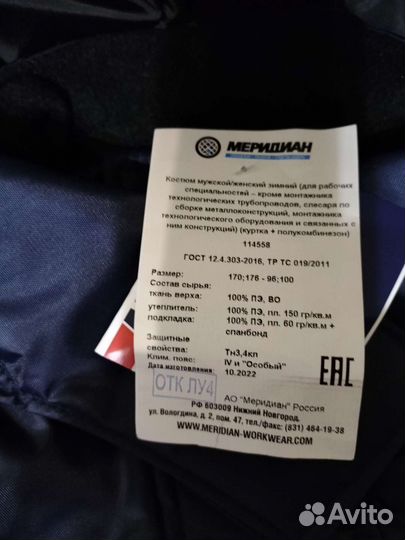 МЕРИДИАН
Костюм мужской/женский зимний (для рабочих
специальностей – кроме монтажника
технологических трубопроводов, слесаря по
сборке металлоконструкций, монтажника
технологического оборудования и связанных с
ним конструкций) (куртка + полукомбинезон)
114558
ГОСТ 12.4.303-2016, ТР ТС 019/2011
Размер: 170;176 - 96;100
Состав сырья:
ткань верха: 100% ПЭ, ВО
утеплитель: 100% ПЭ, пл. 150 гр/кв.м
подкладка: 100% ПЭ, пл. 60 гр/кв.м +
спанбонд
Защитные
свойства: Тн3,4кл
Клим. пояс: IV и "Особый"
Дата изготовления 10.2022
ОТК ЛУ4
ЕАС
АО "Меридиан" Россия
РФ 603009 Нижний Новгород,
ул. Вологдина, д. 2, пом. 47, тел./факс: (831) 464-19-38
WWW.MERIDIAN-WORKWEAR.COM
Avito